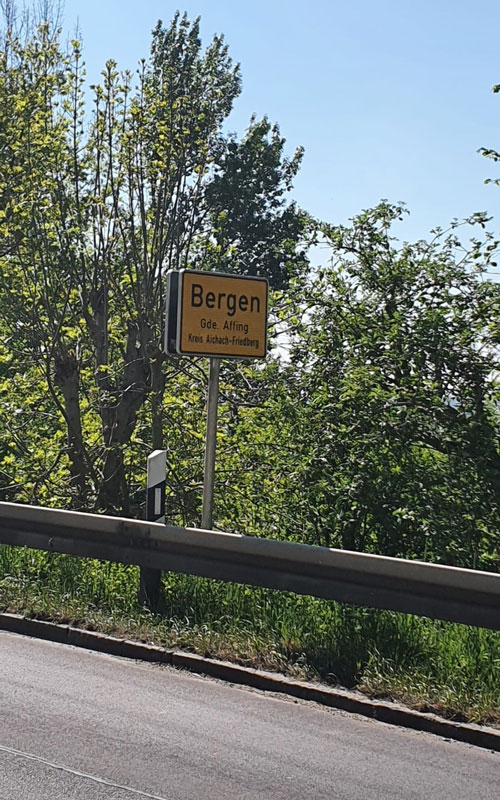 Bergen
Gde. Affing
Kreis Aichach-Friedberg